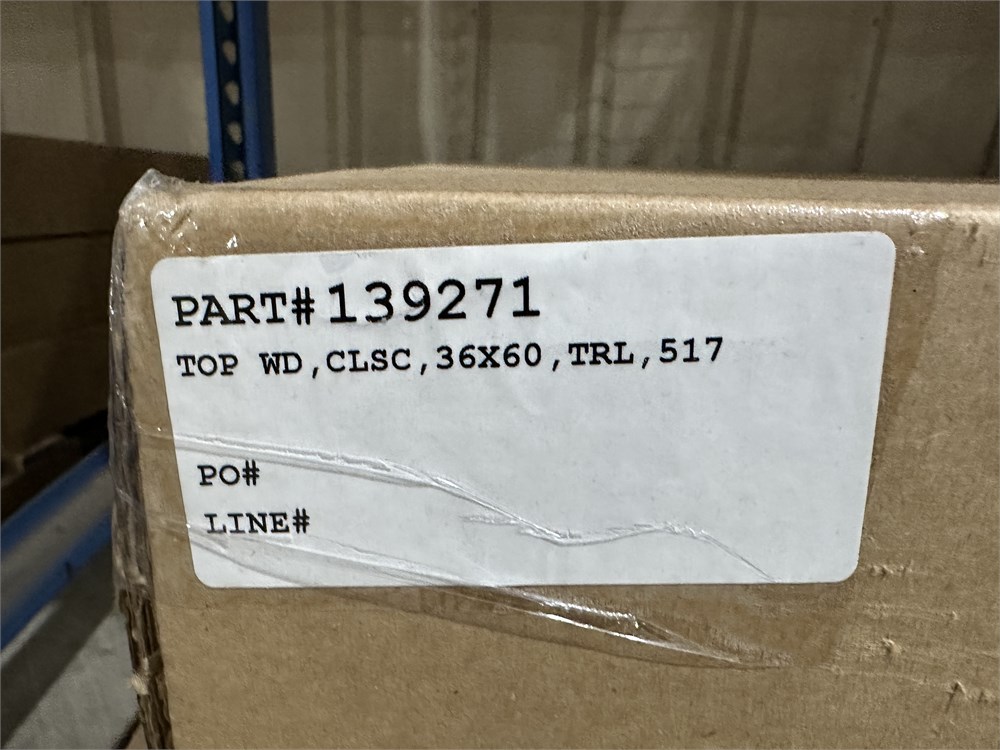 PART#139271
TOP WD,CLSC,36X60,TRL,517
PO#
LINE#